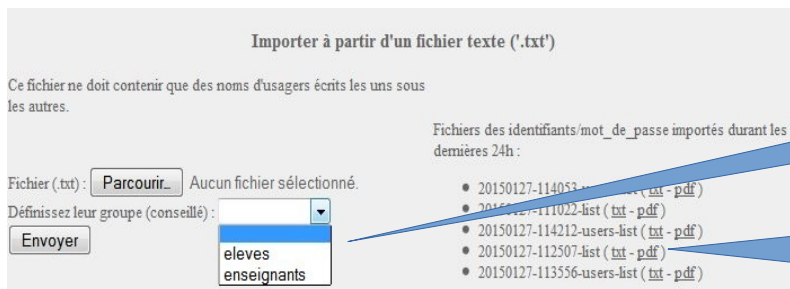 Importer à partir d'un fichier texte ('.txt')
Ce fichier ne doit contenir que des noms d'usagers écrits les uns sous
les autres.
Fichier (.txt) : Parcourir_ Aucun fichier sélectionné.
Définissez leur groupe (conseillé) :
Envoyer
eleves
enseignants
Fichiers des identifiants/mot_de_passe importés durant les
dernières 24h :
20150127-114053- list ( txt - pdf )
20150127-111022-list ( txt - pdf )
20150127-114212-users-list ( txt - pdf )
20150127-112507-list ( txt - pdf )
20150127-113556-users-list ( txt - pdf )